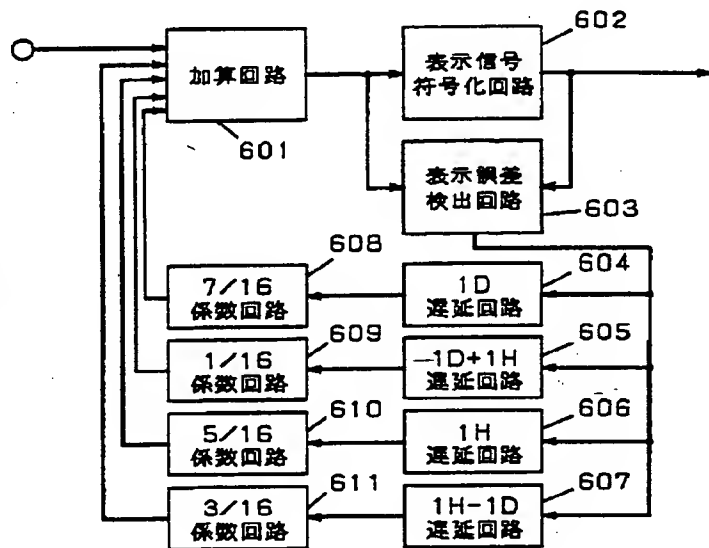 602
加算回路
表示信号
符号化回路
601
表示誤差
検出回路
603
608
604
7/16
係数回路
1D
遅延回路
609
605
1/16
係数回路
1D+1H
遅延回路
610
606
5/16
係数回路
1H
遅延回路
611
607
3/16
係数回路
1H-1D
遅延回路